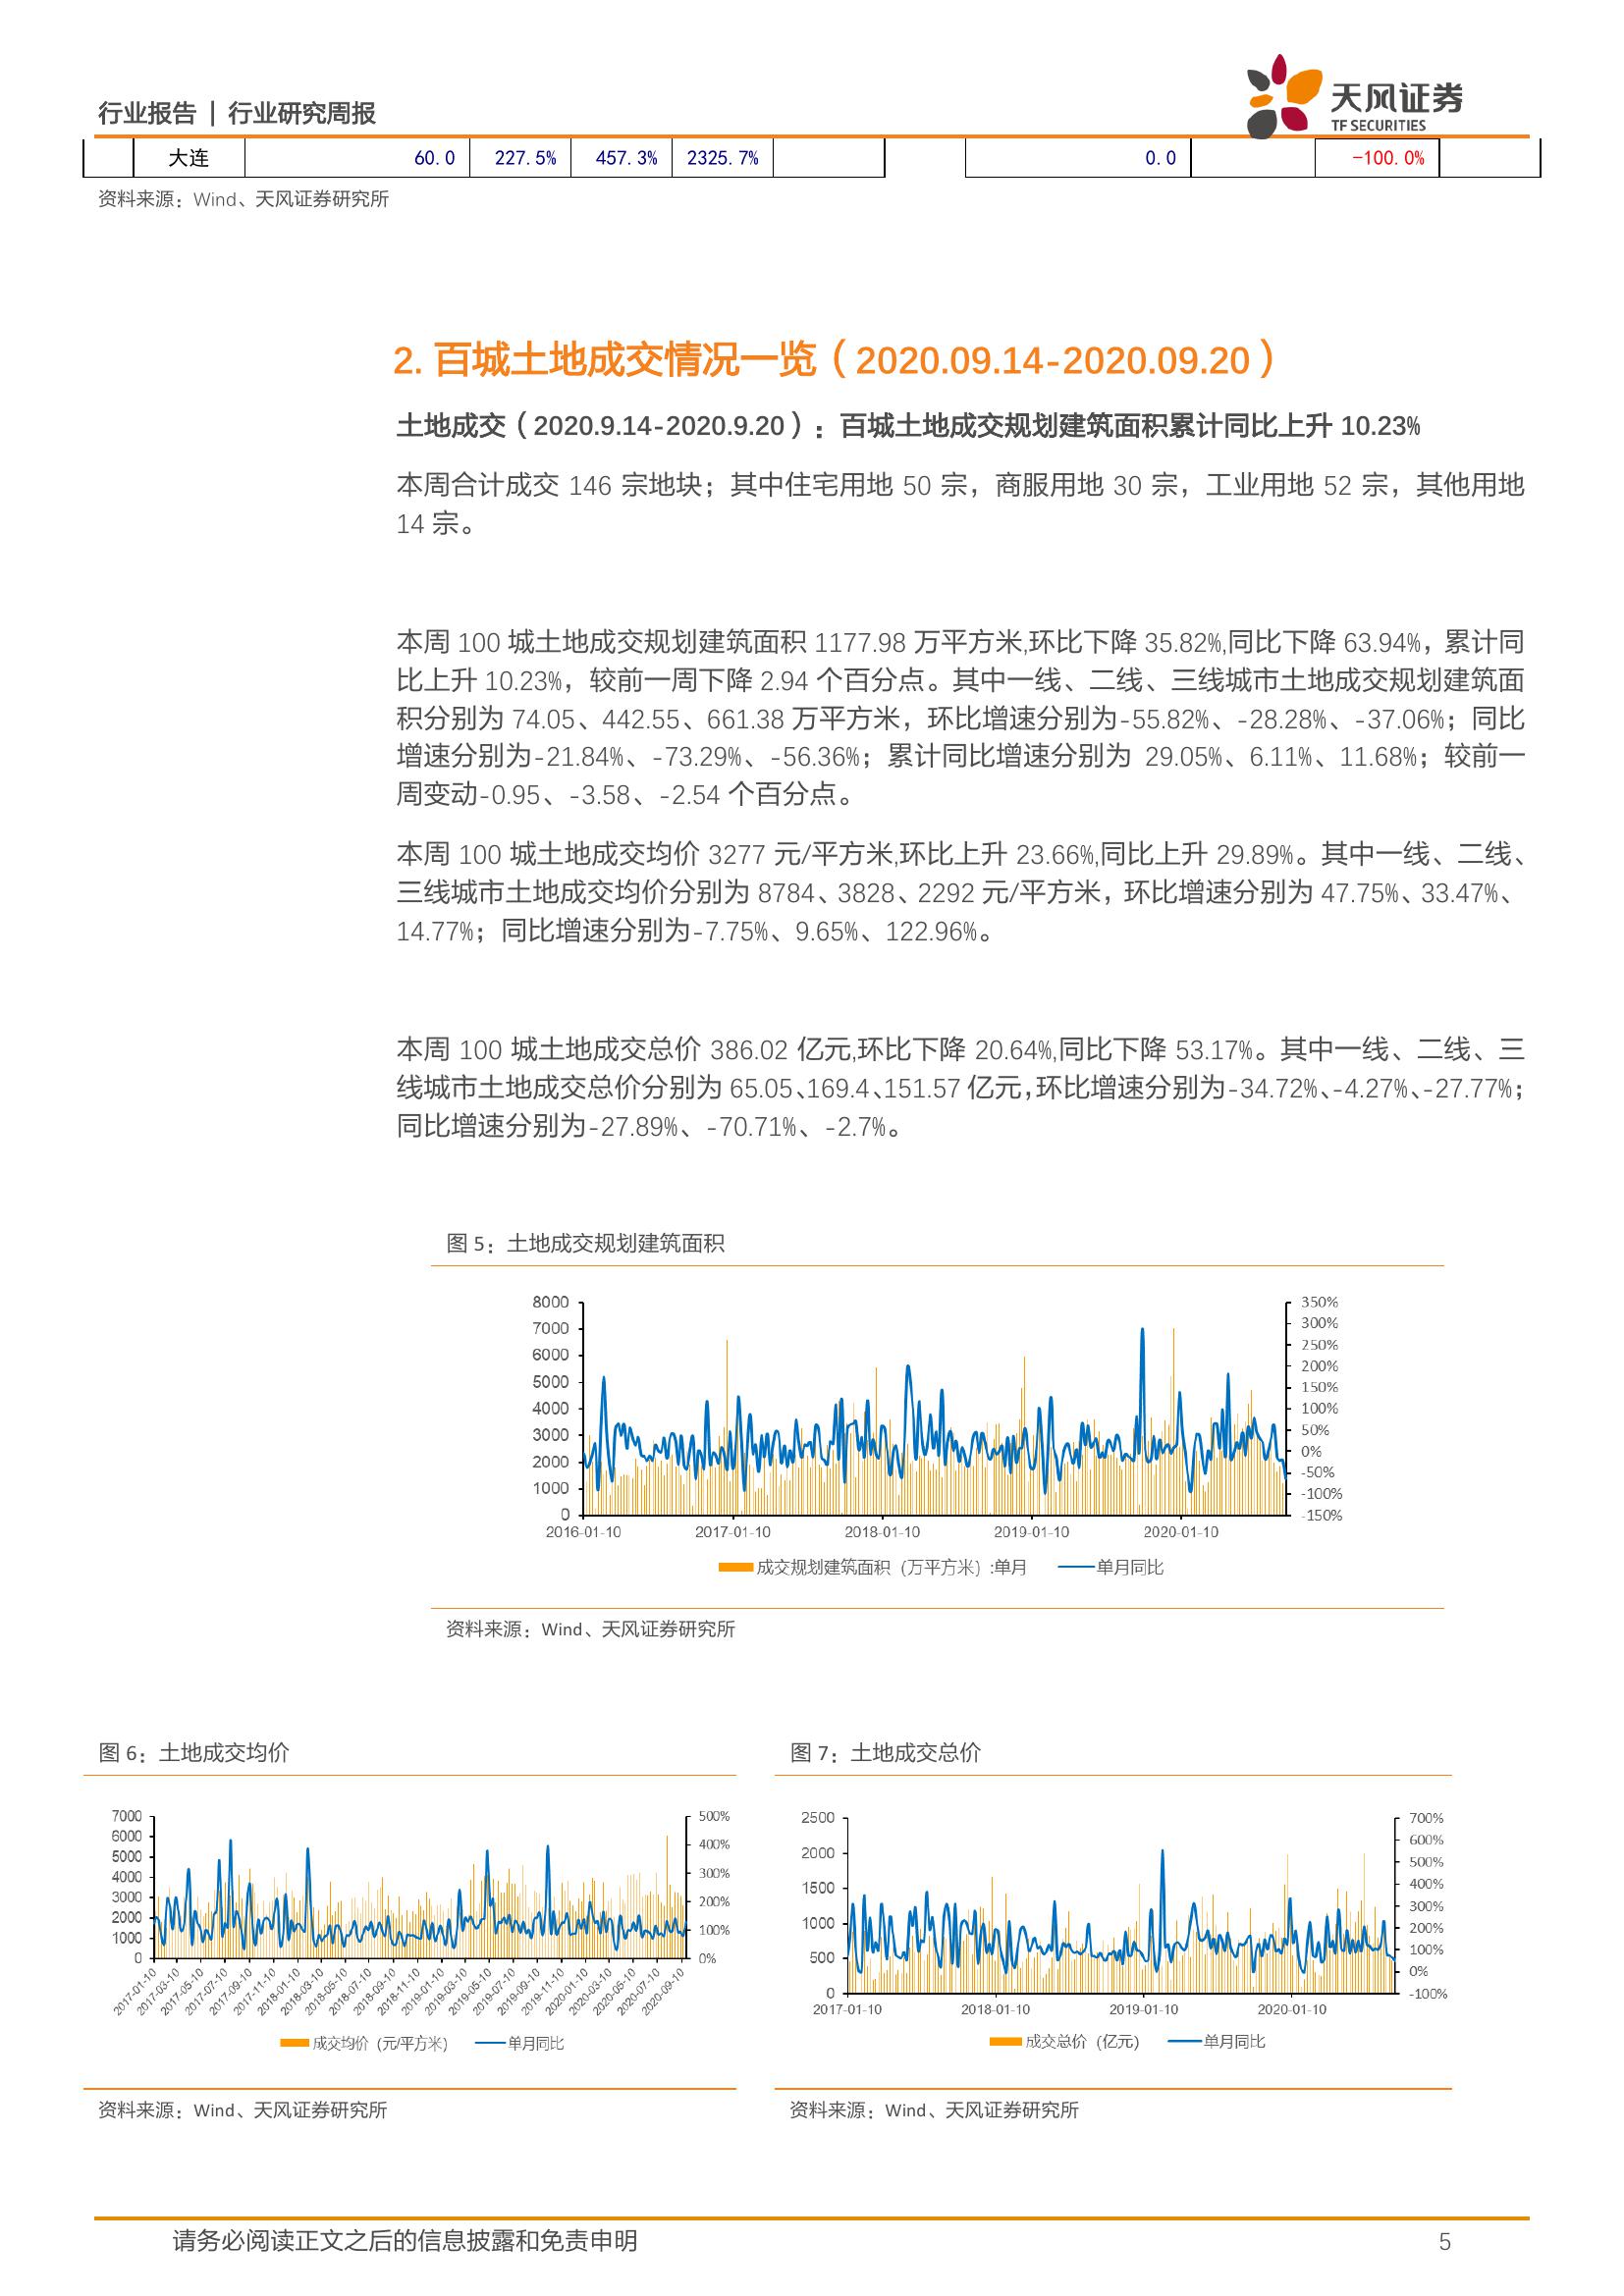 行业报告 | 行业研究周报
天风证券
TF SECURITIES
大连 60.0 227.5% 457.3% 2325.7% 0.0 -100.0%
资料来源：Wind、天风证券研究所
2. 百城土地成交情况一览（2020.09.14-2020.09.20）
土地成交（2020.9.14-2020.9.20）：百城土地成交规划建筑面积累计同比上升 10.23%
本周合计成交 146 宗地块；其中住宅用地 50 宗，商服用地 30 宗，工业用地 52 宗，其他用地
14 宗。
本周 100 城土地成交规划建筑面积 1177.98 万平方米,环比下降 35.82%,同比下降 63.94%，累计同
比上升 10.23%，较前一周下降 2.94 个百分点。其中一线、二线、三线城市土地成交规划建筑面
积分别为 74.05、442.55、661.38 万平方米，环比增速分别为-55.82%、-28.28%、-37.06%；同比
增速分别为-21.84%、-73.29%、-56.36%；累计同比增速分别为 29.05%、6.11%、11.68%；较前一
周变动-0.95、-3.58、-2.54 个百分点。
本周 100 城土地成交均价 3277 元/平方米,环比上升 23.66%,同比上升 29.89%。其中一线、二线、
三线城市土地成交均价分别为 8784、3828、2292 元/平方米，环比增速分别为 47.75%、33.47%、
14.77%；同比增速分别为-7.75%、9.65%、122.96%。
本周 100 城土地成交总价 386.02 亿元,环比下降 20.64%,同比下降 53.17%。其中一线、二线、三
线城市土地成交总价分别为 65.05、169.4、151.57 亿元，环比增速分别为-34.72%、-4.27%、-27.77%；
同比增速分别为-27.89%、-70.71%、-2.7%。
图 5：土地成交规划建筑面积
8000 350%
7000 300%
6000 250%
5000 200%
4000 150%
3000 100%
2000 50%
1000 0%
0 -50%
-100%
-150%
2016-01-10 2017-01-10 2018-01-10 2019-01-10 2020-01-10
成交规划建筑面积（万平方米）:单月 单月同比
资料来源：Wind、天风证券研究所
图 6：土地成交均价
7000 500%
6000 400%
5000 300%
4000 200%
3000 100%
2000 0%
1000
0
2017-01-10 2017-03-10 2017-05-10 2017-07-10 2017-09-10 2017-11-10 2018-01-10 2018-03-10 2018-05-10 2018-07-10 2018-09-10 2018-11-10 2019-01-10 2019-03-10 2019-05-10 2019-07-10 2019-09-10 2019-11-10 2020-01-10 2020-03-10 2020-05-10 2020-07-10 2020-09-10
成交均价（元/平方米） 单月同比
资料来源：Wind、天风证券研究所
图 7：土地成交总价
2500 700%
2000 600%
1500 500%
1000 400%
500 300%
0 200%
100%
0%
-100%
2017-01-10 2018-01-10 2019-01-10 2020-01-10
成交总价（亿元） 单月同比
资料来源：Wind、天风证券研究所
请务必阅读正文之后的信息披露和免责申明 5